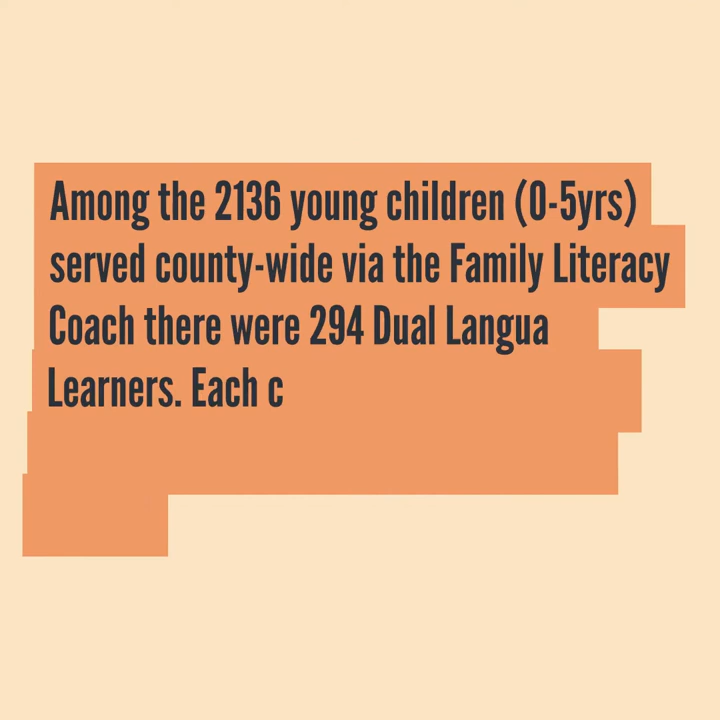 Among the 2136 young children (0-5yrs)
served county-wide via the Family Literacy
Coach there were 294 Dual Langua
Learners. Each c